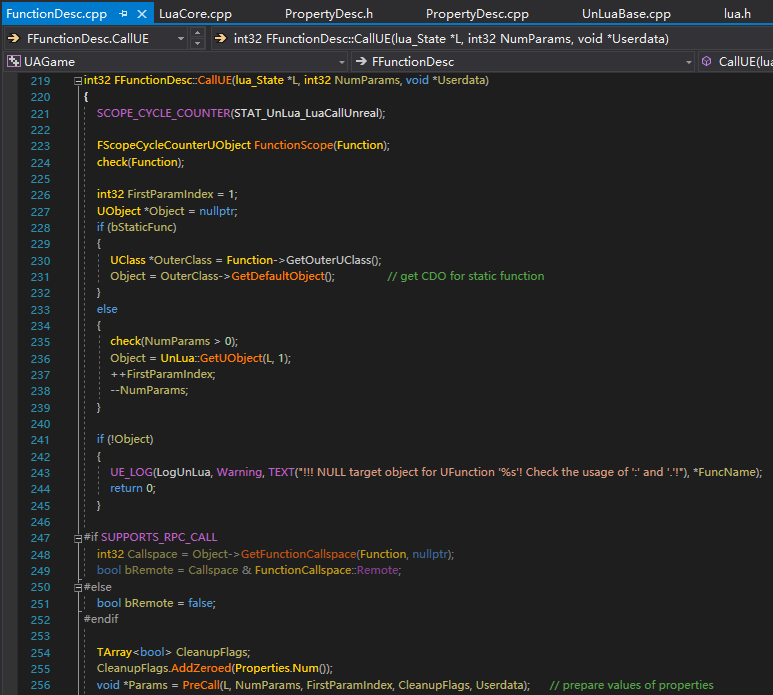 FunctionDesc.cpp LuaCore.cpp PropertyDesc.h PropertyDesc.cpp UnLuaBase.cpp lua.h
FFunctionDesc.CallUE int32 FFunctionDesc::CallUE(lua_State *L, int32 NumParams, void *Userdata)
UAGame FFunctionDesc CallUE(lua
219 int32 FFunctionDesc::CallUE(lua_State *L, int32 NumParams, void *Userdata)
220 {
221 SCOPE_CYCLE_COUNTER(STAT_UnLua_LuaCallUnreal);
222
223 FScopeCycleCounterUObject FunctionScope(Function);
224 check(Function);
225
226 int32 FirstParamIndex = 1;
227 UObject *Object = nullptr;
228 if (bStaticFunc)
229 {
230 UClass *OuterClass = Function->GetOuterUClass();
231 Object = OuterClass->GetDefaultObject(); // get CDO for static function
232 }
233 else
234 {
235 check(NumParams > 0);
236 Object = UnLua::GetUObject(L, 1);
237 ++FirstParamIndex;
238 --NumParams;
239 }
240
241 if (!Object)
242 {
243 UE_LOG(LogUnLua, Warning, TEXT("!!! NULL target object for UFunction '%s'! Check the usage of ':' and '.'!"), *FuncName);
244 return 0;
245 }
246
247 #if SUPPORTS_RPC_CALL
248 int32 Callspace = Object->GetFunctionCallspace(Function, nullptr);
249 bool bRemote = Callspace & FunctionCallspace::Remote;
250 #else
251 bool bRemote = false;
252 #endif
253
254 TArray<bool> CleanupFlags;
255 CleanupFlags.AddZeroed(Properties.Num());
256 void *Params = PreCall(L, NumParams, FirstParamIndex, CleanupFlags, Userdata); // prepare values of properties